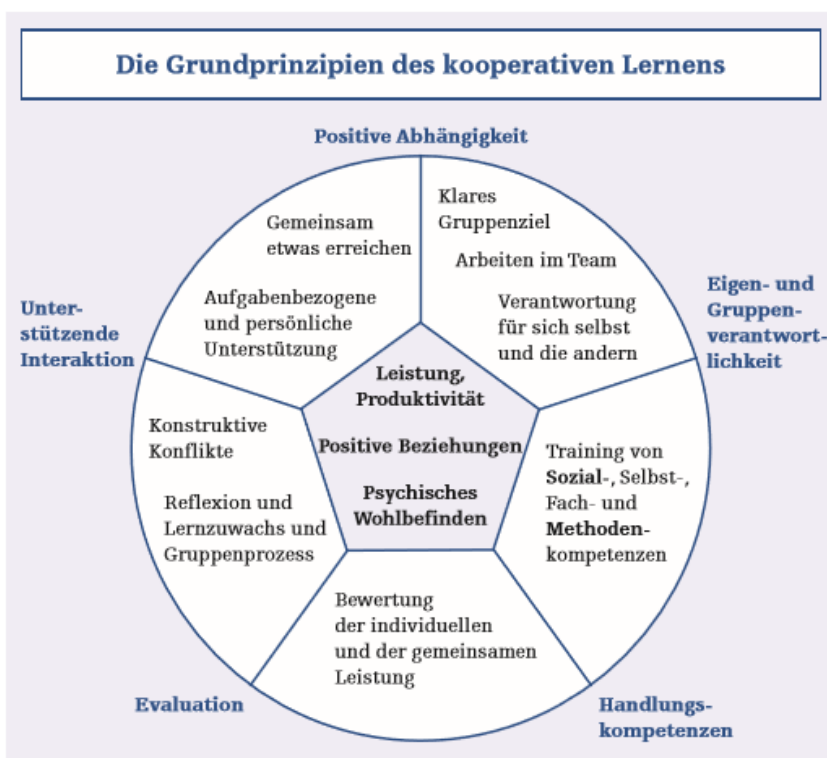 Die Grundprinzipien des kooperativen Lernens
Positive Abhängigkeit
Gemeinsam
etwas erreichen
Aufgabenbezogene
und persönliche
Unterstützung
Klares
Gruppenziel
Arbeiten im Team
Verantwortung
für sich selbst
und die andern
Eigen- und
Gruppen-
verantwort-
lichkeit
Unter-
stützende
Interaktion
Leistung,
Produktivität
Positive Beziehungen
Psychisches
Wohlbefinden
Konstruktive
Konflikte
Reflexion und
Lernzuwachs und
Gruppenprozess
Training von
Sozial-, Selbst-,
Fach- und
Methoden-
kompetenzen
Bewertung
der individuellen
und der gemeinsamen
Leistung
Evaluation
Handlungs-
kompetenzen